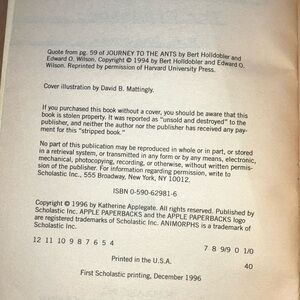 Quote from pg. 59 of JOURNEY TO THE ANTS by Bert Holldobler and
Edward O. Wilson. Copyright © 1994 by Bert Holldobler and Edward O.
Wilson. Reprinted by permission of Harvard University Press.
Cover illustration by David B. Mattingly.
If you purchased this book without a cover, you should be aware that this
book is stolen property. It was reported as "unsold and destroyed" to the
publisher, and neither the author nor the publisher has received any pay-
ment for this "stripped book."
No part of this publication may be reproduced in whole or in part, or stored
in a retrieval system, or transmitted in any form or by any means, electronic,
mechanical, photocopying, recording, or otherwise, without written permis-
sion of the publisher. For information regarding permission, write to
Scholastic Inc., 555 Broadway, New York, NY 10012.
ISBN 0-590-62981-6
Copyright © 1996 by Katherine Applegate. All rights reserved. Published by
Scholastic Inc. APPLE PAPERBACKS and the APPLE PAPERBACKS logo
are registered trademarks of Scholastic Inc. ANIMORPHS is a trademark of
Scholastic Inc.
12 11 10 9 8 7 6 5 4 7 8 9/9 0 1/0
Printed in the U.S.A. 40
First Scholastic printing, December 1996